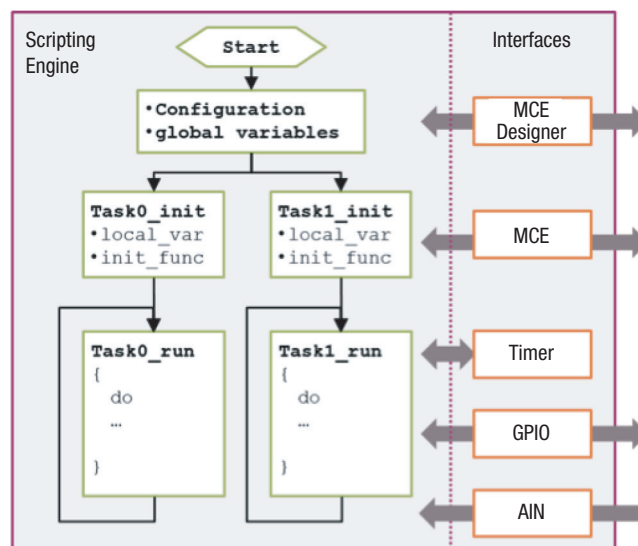 Scripting
Engine
Start
Interfaces
•Configuration
•global variables
MCE
Designer
Task0_init
•local_var
•init_func
Task1_init
•local_var
•init_func
MCE
Task0_run
{
do
…
}
Task1_run
{
do
…
}
Timer
GPIO
AIN